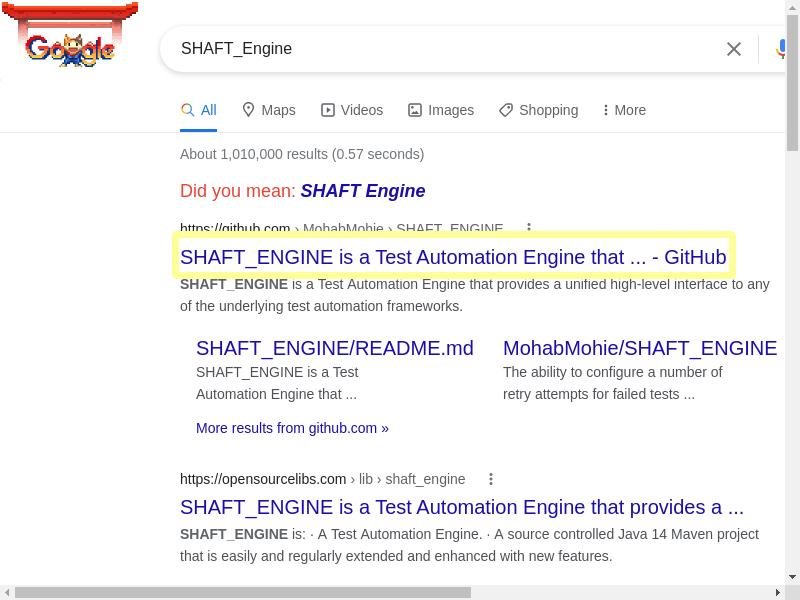 Google
SHAFT_Engine
All Maps Videos Images Shopping More
About 1,010,000 results (0.57 seconds)
Did you mean: SHAFT Engine
https://github.com › MohabMohie › SHAFT_ENGINE
SHAFT_ENGINE is a Test Automation Engine that ... - GitHub
SHAFT_ENGINE is a Test Automation Engine that provides a unified high-level interface to any
of the underlying test automation frameworks.
SHAFT_ENGINE/README.md
SHAFT_ENGINE is a Test
Automation Engine that ...
MohabMohie/SHAFT_ENGINE
The ability to configure a number of
retry attempts for failed tests ...
More results from github.com »
https://opensourcelibs.com › lib › shaft_engine
SHAFT_ENGINE is a Test Automation Engine that provides a ...
SHAFT_ENGINE is: · A Test Automation Engine. · A source controlled Java 14 Maven project
that is easily and regularly extended and enhanced with new features.